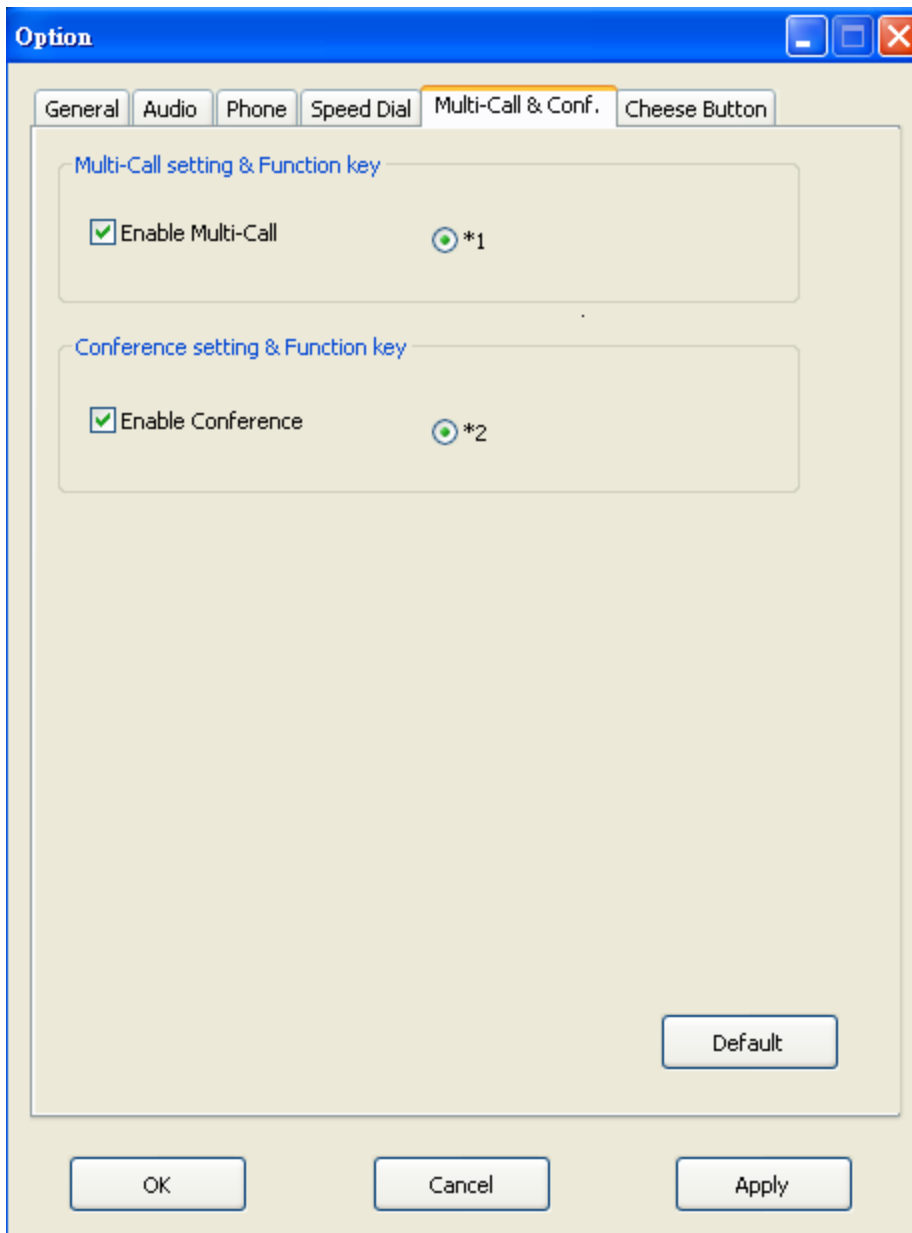 Option
General Audio Phone Speed Dial Multi-Call & Conf. Cheese Button
Multi-Call setting & Function key
Enable Multi-Call *1
Conference setting & Function key
Enable Conference *2
Default
OK Cancel Apply